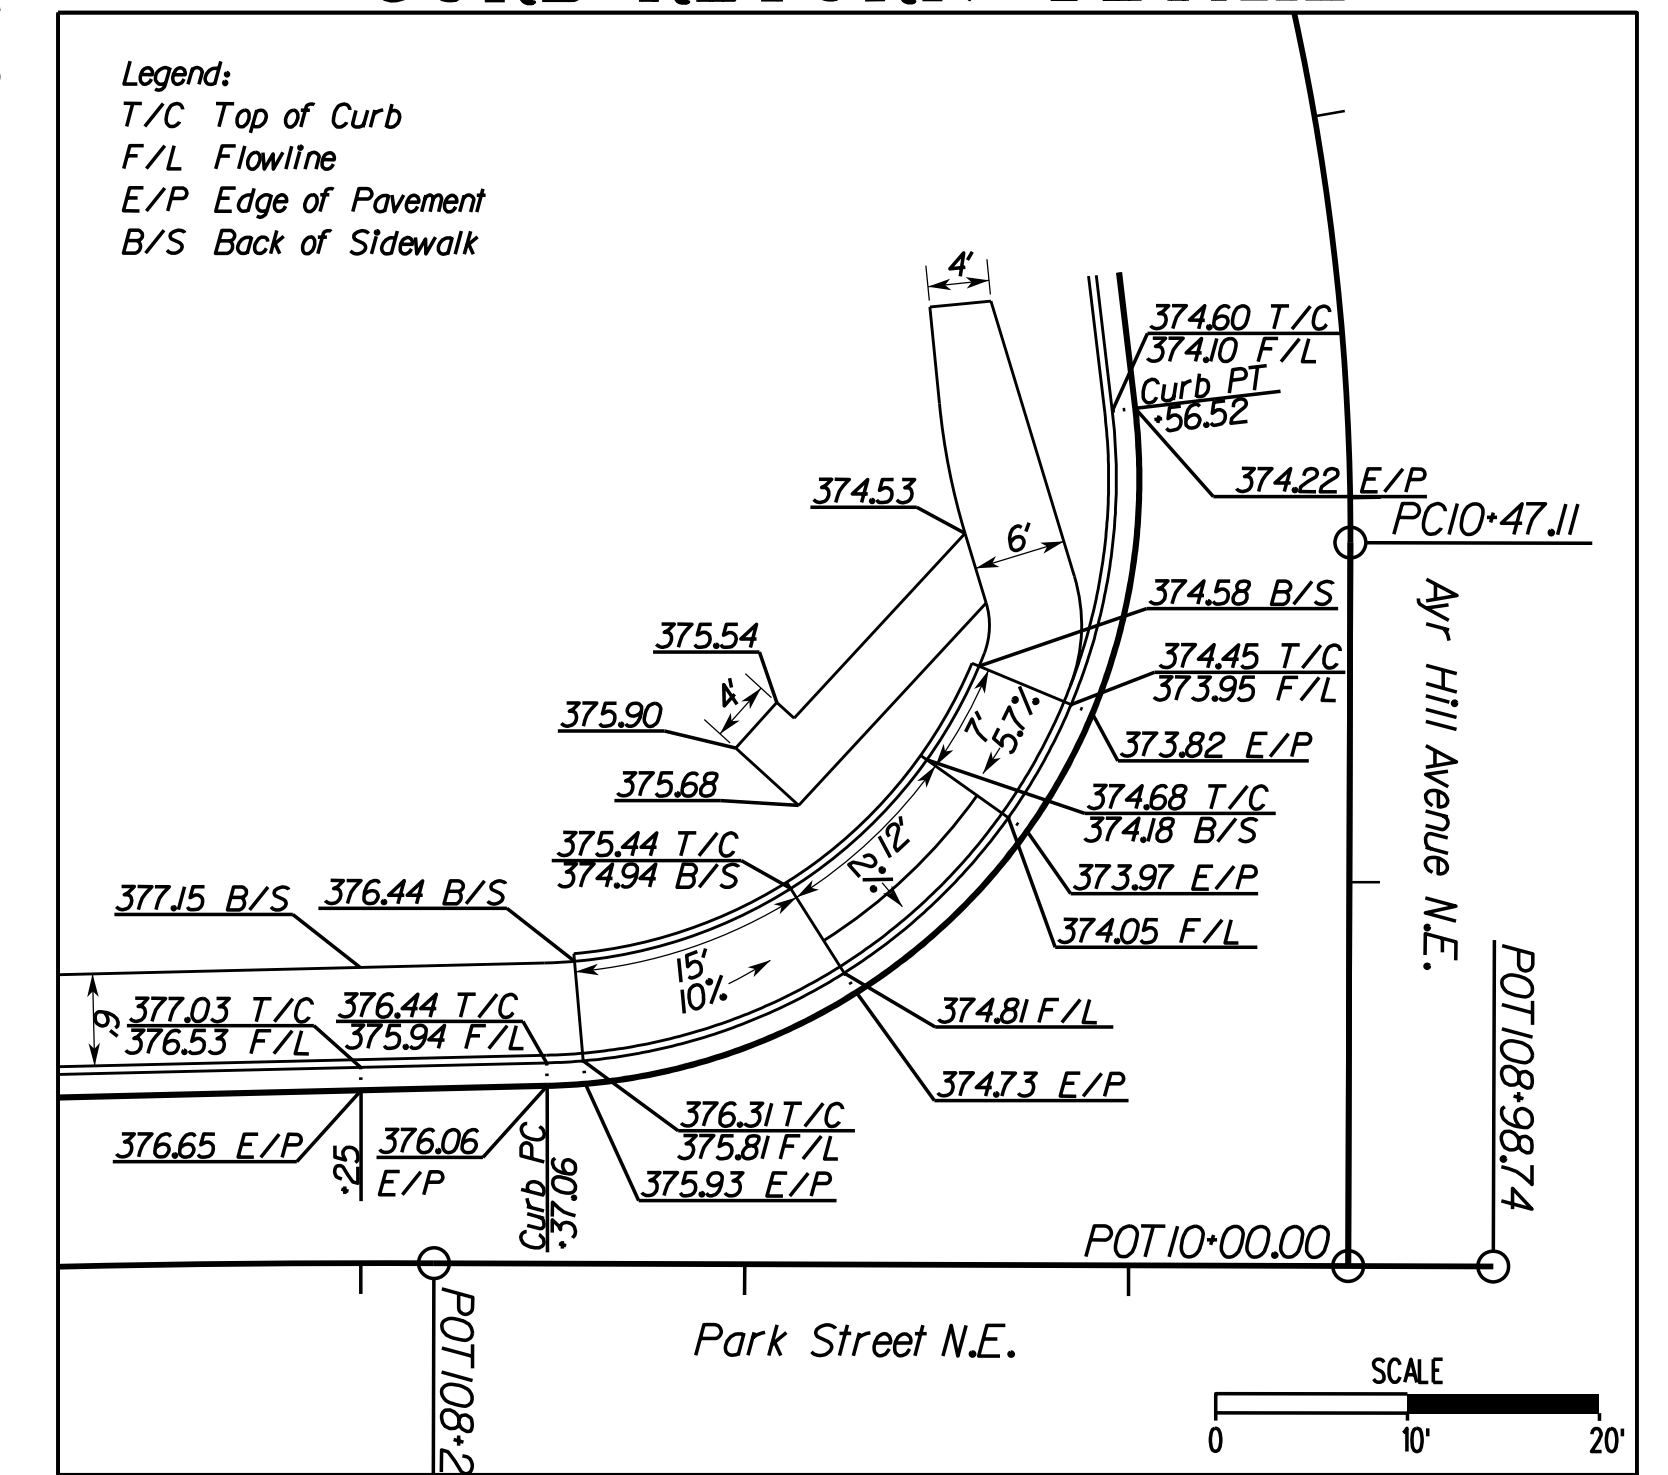 Legend:
T/C Top of Curb
F/L Flowline
E/P Edge of Pavement
B/S Back of Sidewalk
4'
374.60 T/C
374.10 F/L
Curb PT
+56.52
374.53
374.22 E/P
PC10+47.11
6'
374.58 B/S
375.54
374.45 T/C
373.95 F/L
4'
375.90
7'
5.7%
373.82 E/P
375.68
374.68 T/C
374.18 B/S
375.44 T/C
374.94 B/S
12'
2%
373.97 E/P
374.05 F/L
377.15 B/S
376.44 B/S
15'
10%
6'
377.03 T/C
376.53 F/L
376.44 T/C
375.94 F/L
374.81 F/L
374.73 E/P
376.31 T/C
375.81 F/L
375.93 E/P
376.65 E/P
+25
376.06
E/P
Curb PC
+37.06
Ayr Hill Avenue N.E.
POT108+98.74
POT10+00.00
POT108+2
Park Street N.E.
SCALE
0 10' 20'